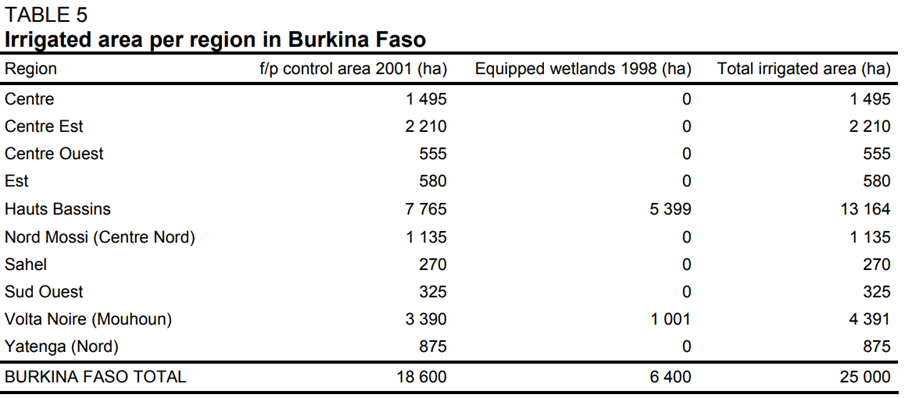 TABLE 5
Irrigated area per region in Burkina Faso
Region f/p control area 2001 (ha) Equipped wetlands 1998 (ha) Total irrigated area (ha)
Centre 1 495 0 1 495
Centre Est 2 210 0 2 210
Centre Ouest 555 0 555
Est 580 0 580
Hauts Bassins 7 765 5 399 13 164
Nord Mossi (Centre Nord) 1 135 0 1 135
Sahel 270 0 270
Sud Ouest 325 0 325
Volta Noire (Mouhoun) 3 390 1 001 4 391
Yatenga (Nord) 875 0 875
BURKINA FASO TOTAL 18 600 6 400 25 000